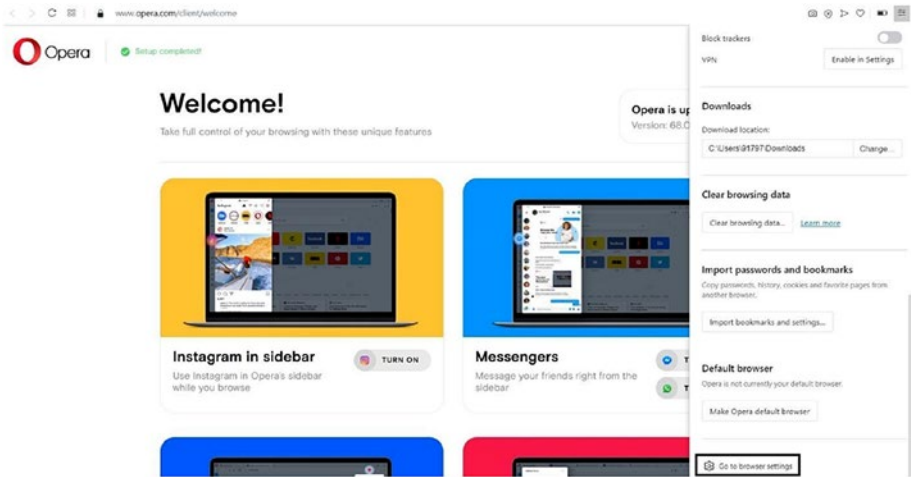 www.opera.com/client/welcome
Opera
Setup completed!
Welcome!
Take full control of your browsing with these unique features
Opera is up
Version: 68.0
Instagram in sidebar
Use Instagram in Opera's sidebar
while you browse
TURN ON
Messengers
Message your friends right from the
sidebar
T
T
Block trackers
VPN
Enable in Settings
Downloads
Download location:
C:\Users\91797\Downloads
Change...
Clear browsing data
Clear browsing data...
Learn more
Import passwords and bookmarks
Copy passwords, history, cookies and favorite pages from
another browser.
Import bookmarks and settings...
Default browser
Opera is not currently your default browser.
Make Opera default browser
Go to browser settings